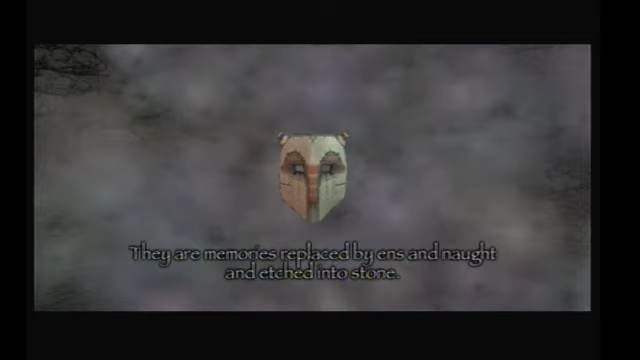 They are memories replaced by ens and naught
and etched into stone.